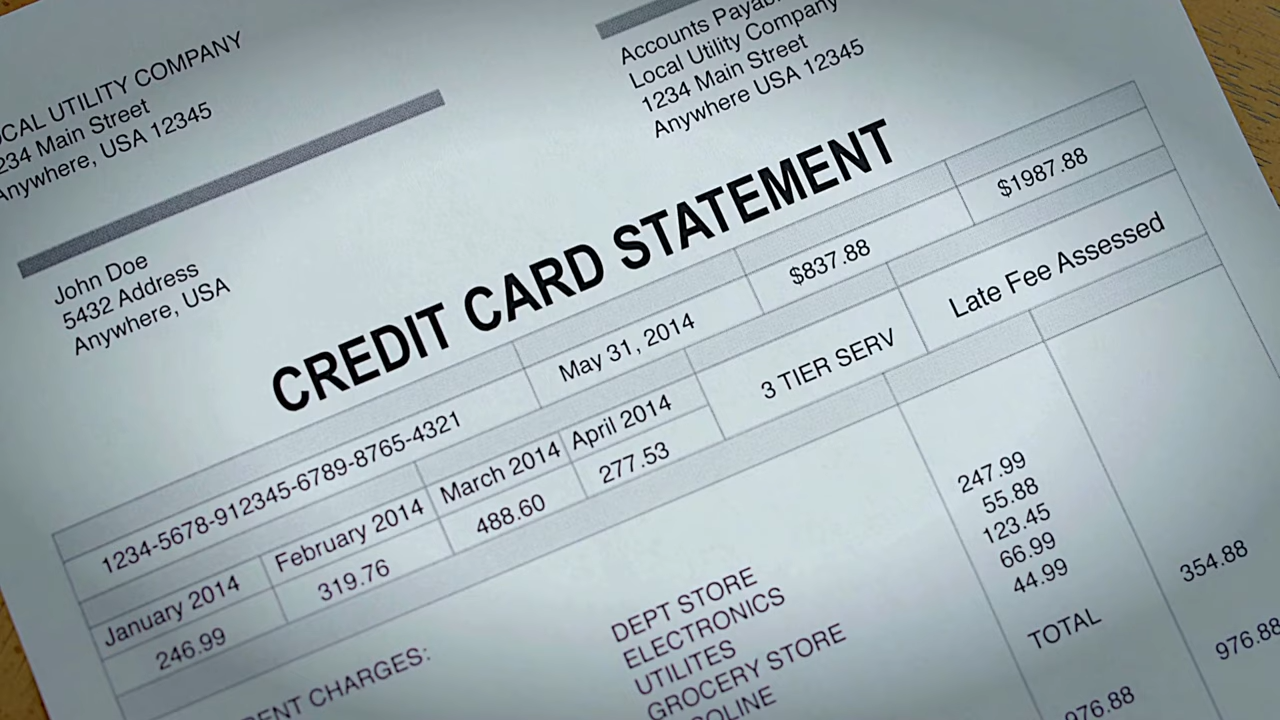 OCAL UTILITY COMPANY
234 Main Street
Anywhere, USA 12345
Accounts Payab
Local Utility Company
1234 Main Street
Anywhere USA 12345
John Doe
5432 Address
Anywhere, USA
CREDIT CARD STATEMENT
1234-5678-912345-6789-8765-4321 May 31, 2014 $837.88 $1987.88
January 2014 February 2014 March 2014 April 2014 3 TIER SERV Late Fee Assessed
246.99 319.76 488.60 277.53
ENT CHARGES:
DEPT STORE 247.99
ELECTRONICS 55.88
UTILITES 123.45
GROCERY STORE 66.99
OLINE 44.99
TOTAL 354.88
976.88 976.88